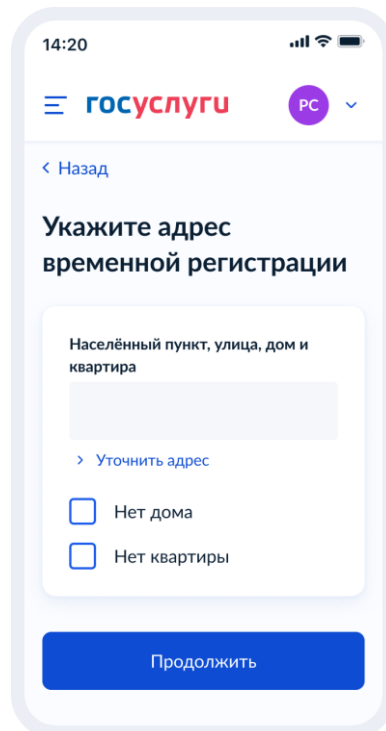 14:20
госуслуги
РС
Назад
Укажите адрес
временной регистрации
Населённый пункт, улица, дом и
квартира
Уточнить адрес
Нет дома
Нет квартиры
Продолжить